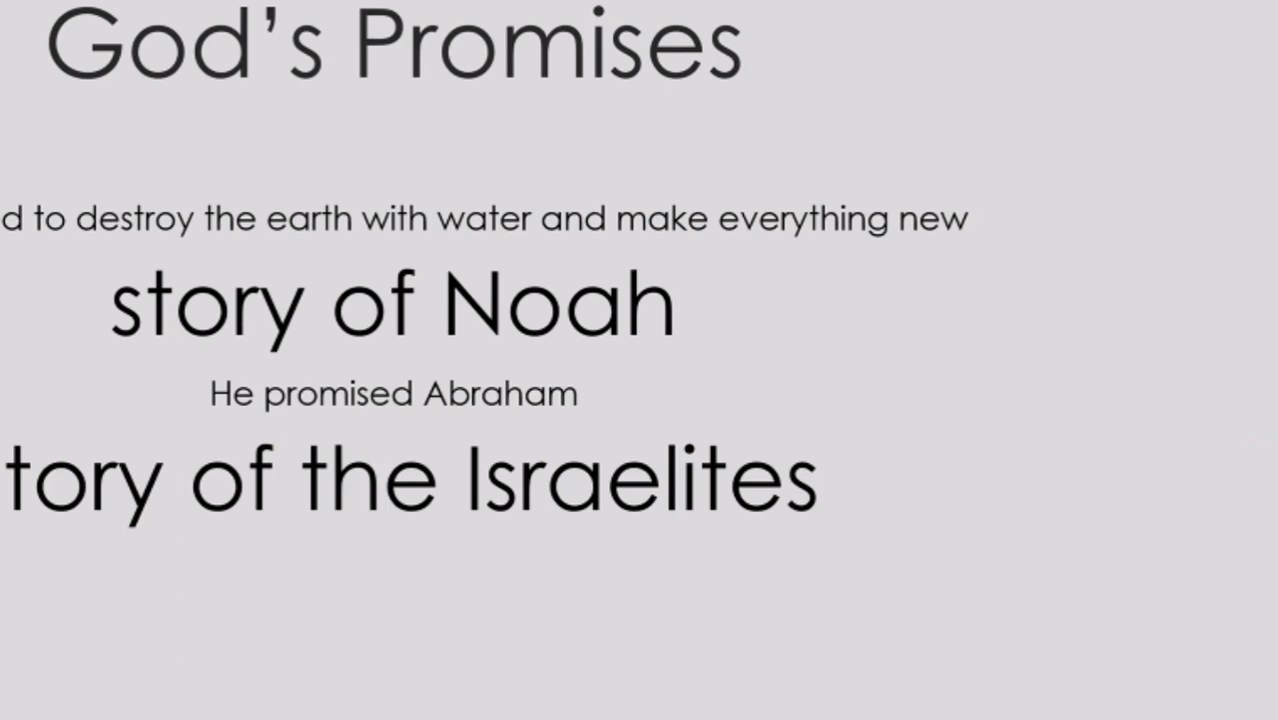 God’s Promises
to destroy the earth with water and make everything new
story of Noah
He promised Abraham
of the Israelites